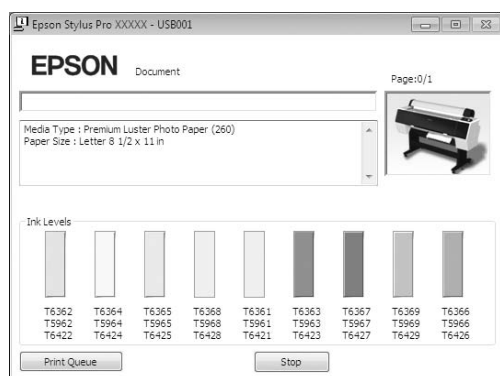 Epson Stylus Pro XXXXX - USB001
EPSON
Document
Page:0/1
Media Type : Premium Luster Photo Paper (260)
Paper Size : Letter 8 1/2 x 11 in
Ink Levels
T6362 T6364 T6365 T6368 T6361 T6363 T6367 T6369 T6366
T5962 T5964 T5965 T5968 T5961 T5963 T5967 T5969 T5966
T6422 T6424 T6425 T6428 T6421 T6423 T6427 T6429 T6426
Print Queue
Stop